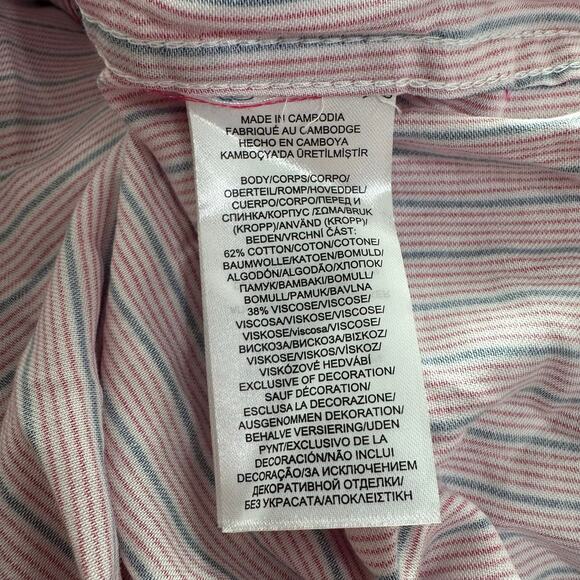 MADE IN CAMBODIA
FABRIQUÉ AU CAMBODGE
HECHO EN CAMBOYA
KAMBOÇYA'DA ÜRETİLMİŞTİR
BODY/CORPS/CORPO/
OBERTEIL/ROMP/HOVEDDEL/
CUERPO/CORPO/ПЕРЕД И
СПИНКА/КОРПУС /ΣΩΜΑ/BRUK
(KROPP)/ANVÄND (KROPP)/
BEDEN/VRCHNÍ ČÁST:
62% COTTON/COTON/COTONE/
BAUMWOLLE/KATOEN/BOMULD/
ALGODÓN/ALGODÃO/ХЛОПОК/
ПАМУК/ΒΑΜΒΑΚΙ/BOMULL/
BOMULL/PAMUK/BAVLNA
38% VISCOSE/VISCOSE/
VISCOSA/VISKOSE/VISCOSE/
VISKOSE/viscosa/VISCOSE/
ВИСКОЗА/ВИСКОЗА/ΒΙΣΚΟΖ/
VISKOSE/VISKOS/VİSKOZ/
VISKÓZOVÉ HEDVÁBÍ
EXCLUSIVE OF DECORATION/
SAUF DÉCORATION/
ESCLUSA LA DECORAZIONE/
AUSGENOMMEN DEKORATION/
BEHALVE VERSIERING/UDEN
PYNT/EXCLUSIVO DE LA
DECORACIÓN/NÃO INCLUI
DECORAÇÃO/ЗА ИСКЛЮЧЕНИЕМ
ДЕКОРАТИВНОЙ ОТДЕЛКИ/
БЕЗ УКРАСАТА/ΑΠΟΚΛΕΙΣΤΙΚΗ